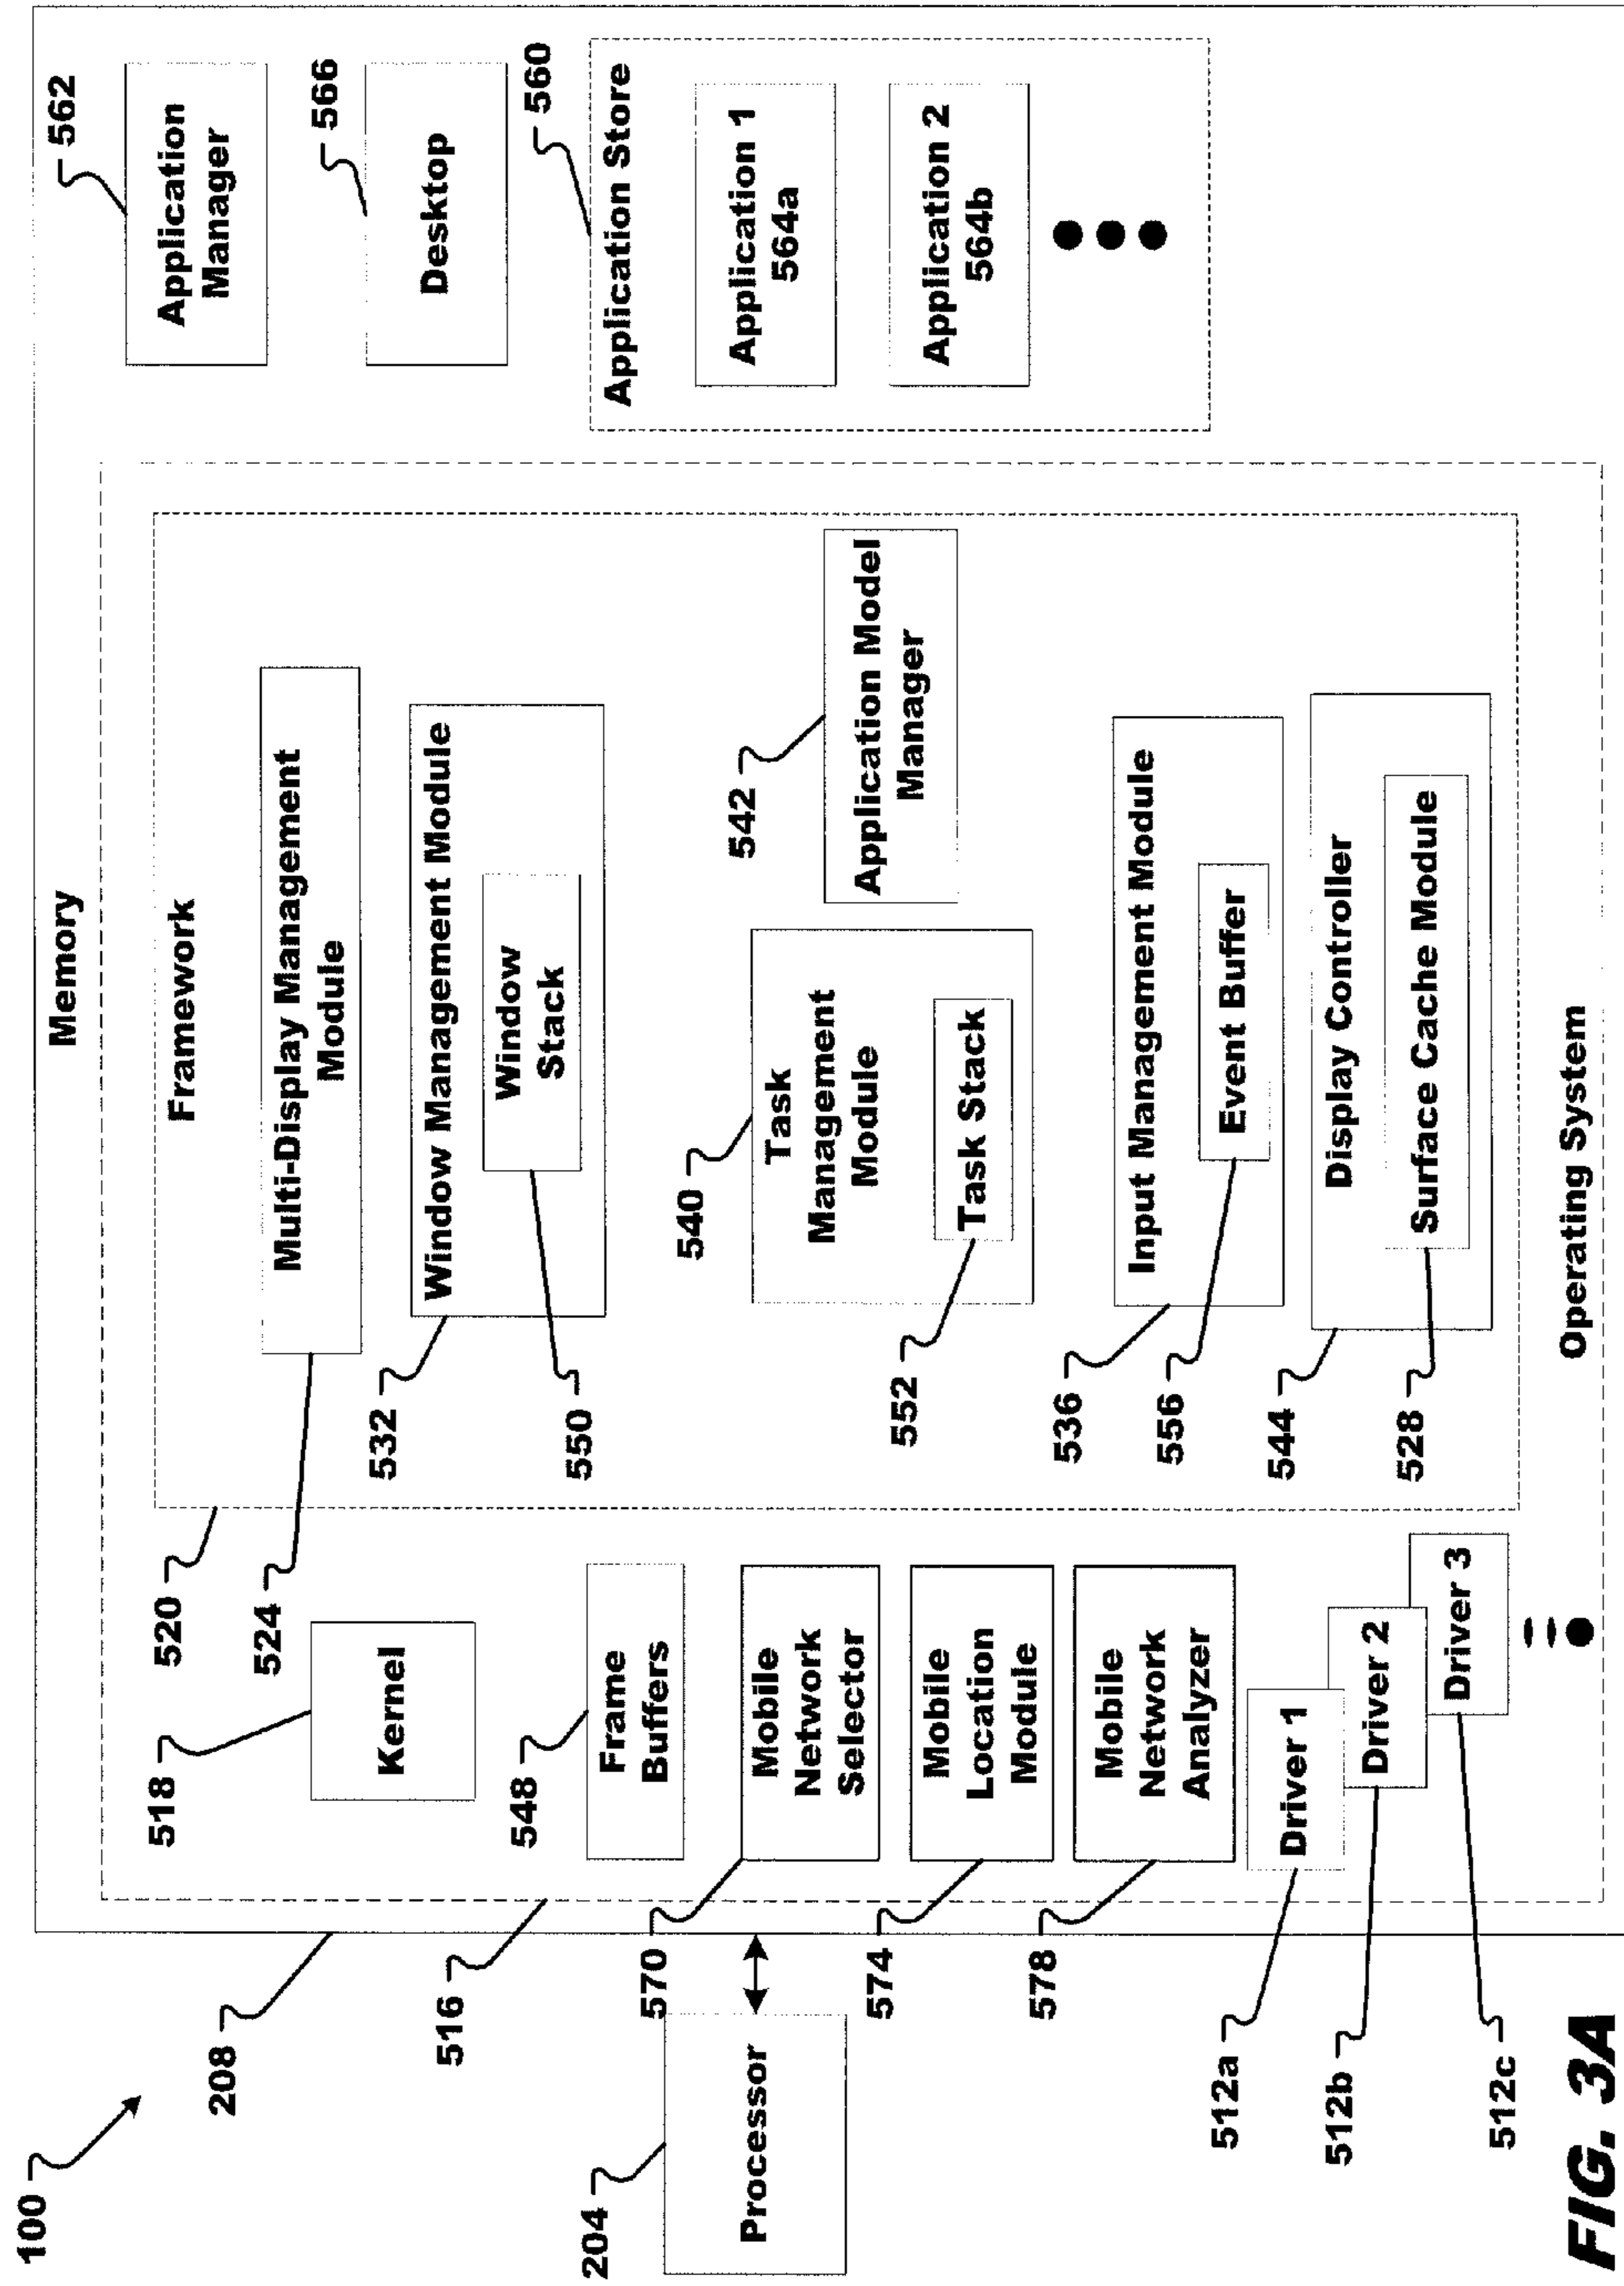 100
208
Memory
516
Operating System
520
Framework
524
Multi-Display Management
Module
532
Window Management Module
550
Window
Stack
540
Task
Management
Module
552
Task Stack
542
Application Model
Manager
536
Input Management Module
556
Event Buffer
544
Display Controller
528
Surface Cache Module
518
Kernel
548
Frame
Buffers
570
Mobile
Network
Selector
574
Mobile
Location
Module
578
Mobile
Network
Analyzer
512a
Driver 1
512b
Driver 2
512c
Driver 3
204
Processor
562
Application
Manager
566
Desktop
560
Application Store
Application 1
564a
Application 2
564b
FIG. 3A